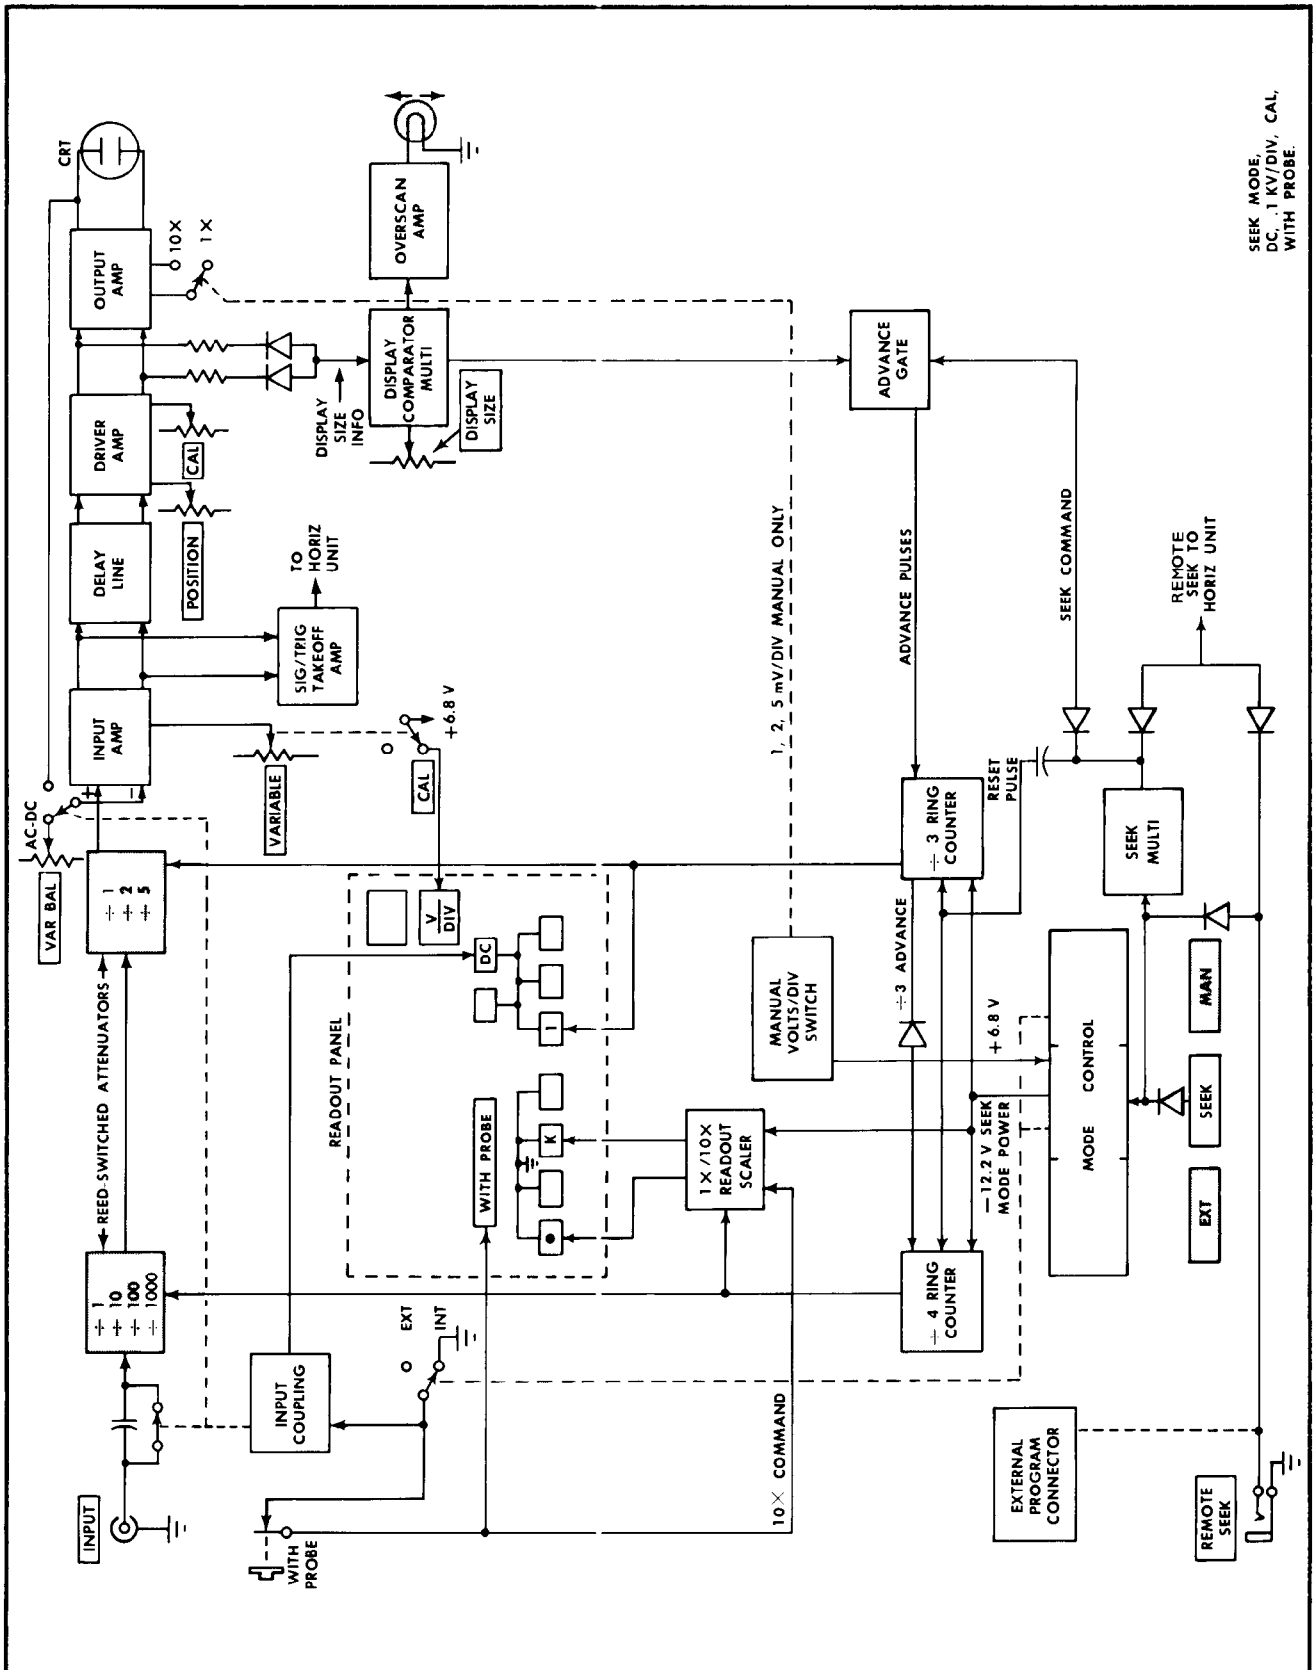 INPUT
÷ 1
÷ 10
÷ 100
÷ 1000
REED-SWITCHED ATTENUATORS
÷ 1
÷ 2
÷ 5
VAR BAL
AC-DC
+
−
INPUT
AMP
DELAY
LINE
DRIVER
AMP
OUTPUT
AMP
CRT
10X
1X
CAL
POSITION
SIG/TRIG
TAKEOFF
AMP
TO
HORIZ
UNIT
VARIABLE
CAL
+6.8 V
DISPLAY
SIZE
INFO
DISPLAY
COMPARATOR
MULTI
DISPLAY
SIZE
OVERSCAN
AMP
INPUT
COUPLING
EXT
INT
WITH
PROBE
READOUT PANEL
WITH PROBE
K
1
DC
V
DIV
1X/10X
READOUT
SCALER
10X COMMAND
MANUAL
VOLTS/DIV
SWITCH
1, 2, 5 mV/DIV MANUAL ONLY
ADVANCE
GATE
ADVANCE PULSES
÷ 4 RING
COUNTER
÷ 3 ADVANCE
÷ 3 RING
COUNTER
RESET
PULSE
SEEK COMMAND
−12.2 V SEEK
MODE POWER
+6.8 V
MODE CONTROL
EXT
SEEK
MAN
SEEK
MULTI
REMOTE
SEEK TO
HORIZ UNIT
EXTERNAL
PROGRAM
CONNECTOR
REMOTE
SEEK
SEEK MODE,
DC, .1 KV/DIV, CAL,
WITH PROBE.